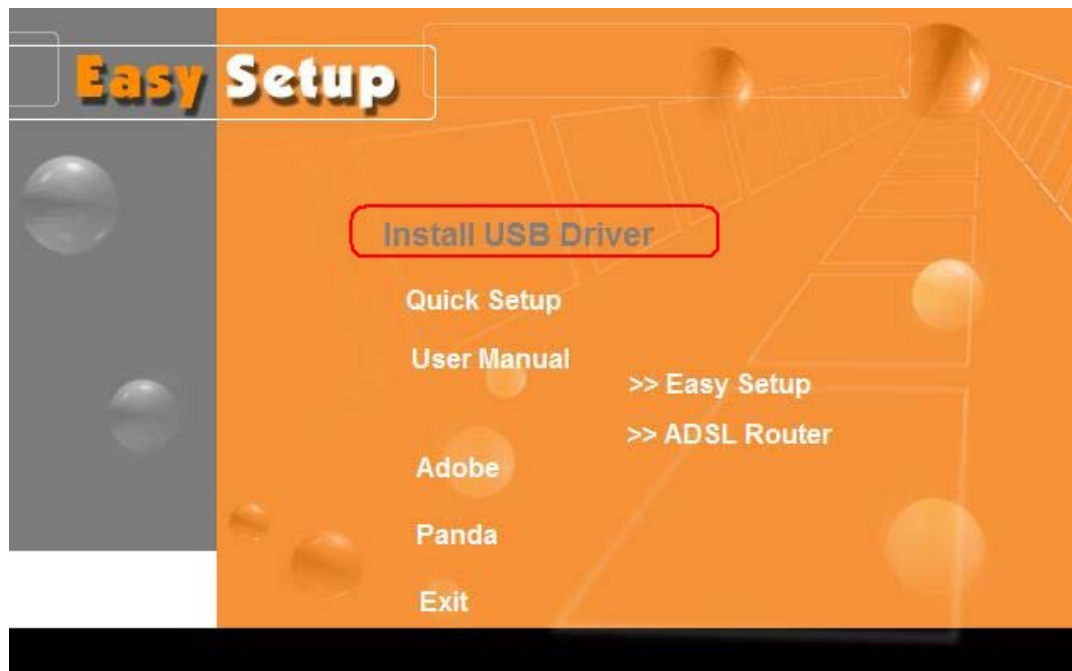 Easy Setup
Install USB Driver
Quick Setup
User Manual
>> Easy Setup
>> ADSL Router
Adobe
Panda
Exit